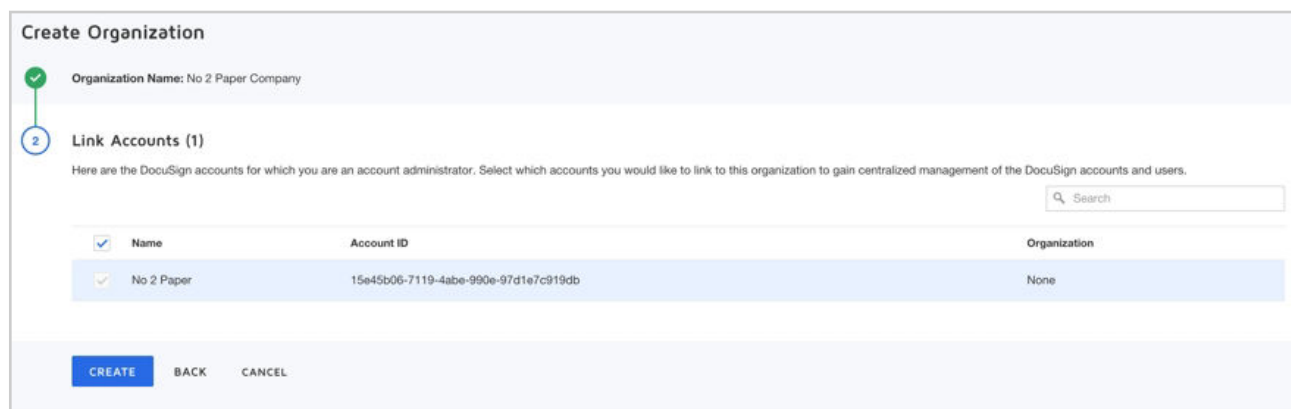 Create Organization
Organization Name: No 2 Paper Company
2
Link Accounts (1)
Here are the DocuSign accounts for which you are an account administrator. Select which accounts you would like to link to this organization to gain centralized management of the DocuSign accounts and users.
Search
Name Account ID Organization
No 2 Paper 15e45b06-7119-4abe-990e-97d1e7c919db None
CREATE BACK CANCEL